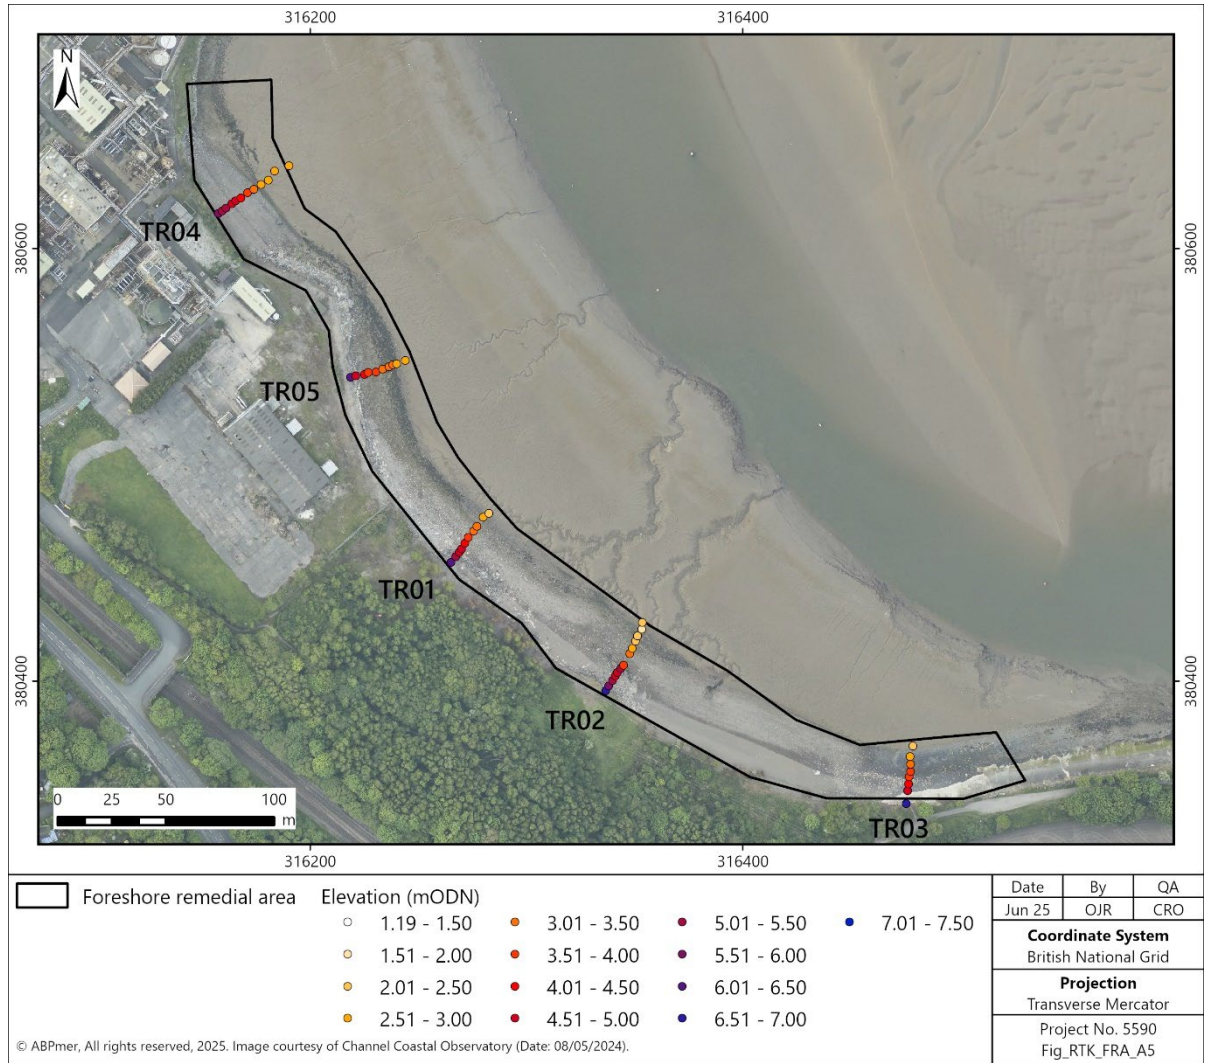 316200
316400
N
380600
380600
TR04
TR05
TR01
380400
380400
TR02
TR03
0 25 50 100
m
316200
316400
Foreshore remedial area
Elevation (mODN)
1.19 - 1.50
1.51 - 2.00
2.01 - 2.50
2.51 - 3.00
3.01 - 3.50
3.51 - 4.00
4.01 - 4.50
4.51 - 5.00
5.01 - 5.50
5.51 - 6.00
6.01 - 6.50
6.51 - 7.00
7.01 - 7.50
Date By QA
Jun 25 OJR CRO
Coordinate System
British National Grid
Projection
Transverse Mercator
Project No. 5590
Fig_RTK_FRA_A5
© ABPmer, All rights reserved, 2025. Image courtesy of Channel Coastal Observatory (Date: 08/05/2024).